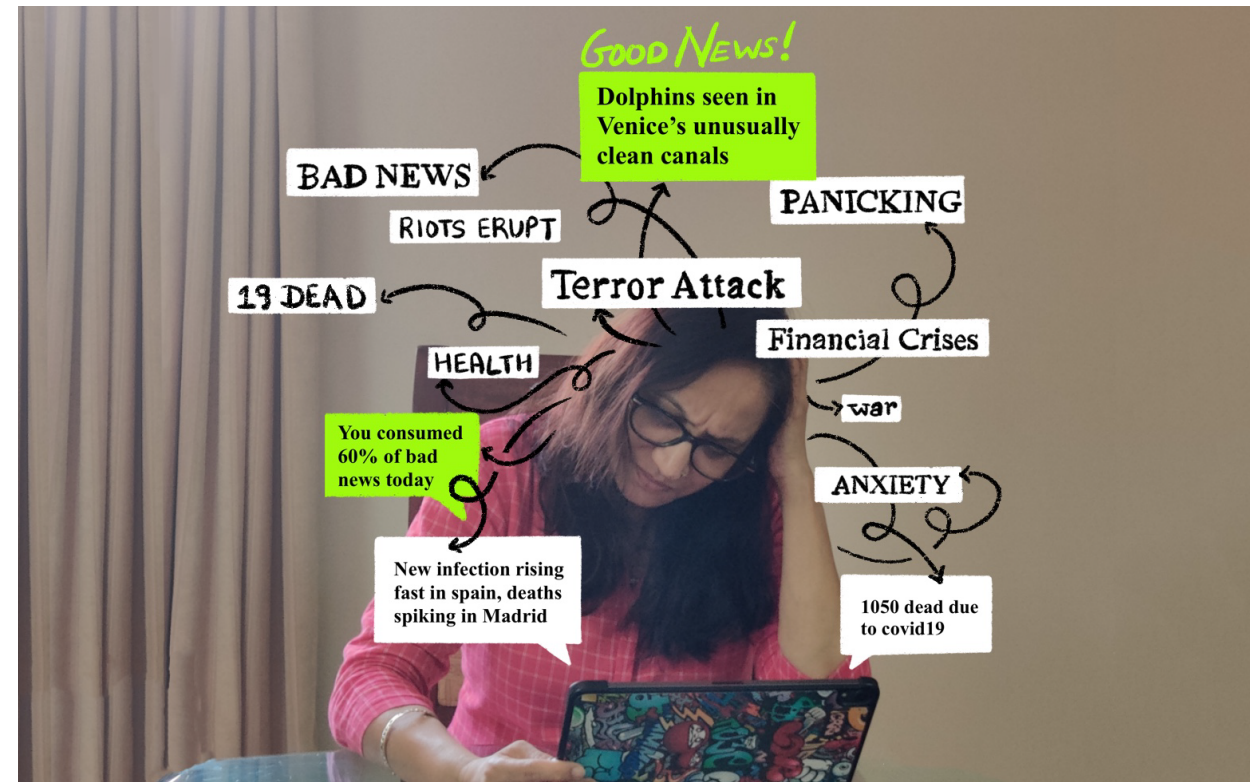 GOOD NEWS!
Dolphins seen in
Venice's unusually
clean canals
BAD NEWS
PANICKING
RIOTS ERUPT
Terror Attack
19 DEAD
Financial Crises
HEALTH
war
You consumed
60% of bad
news today
ANXIETY
New infection rising
fast in spain, deaths
spiking in Madrid
1050 dead due
to covid19